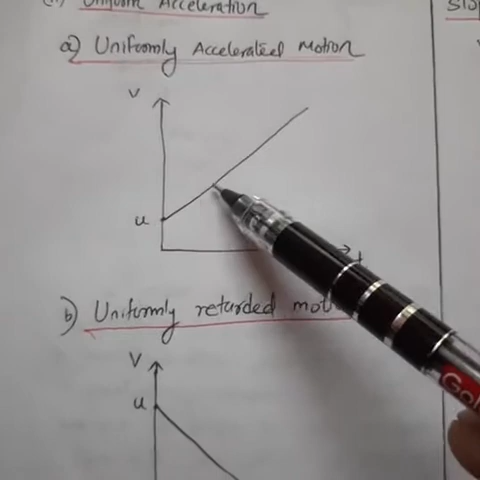 Uniform Acceleration
a) Uniformly Accelerated Motion
V
u
t
b) Uniformly retarded
V
u